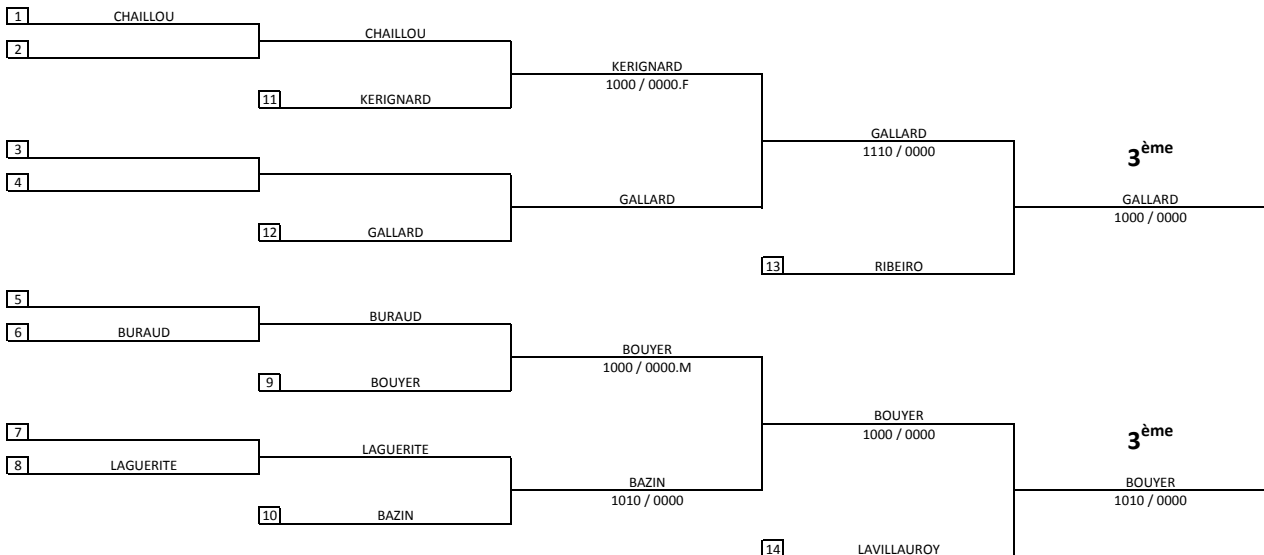 1 CHAILLOU
CHAILLOU
2
KERIGNARD
1000 / 0000.F
11 KERIGNARD
GALLARD
1110 / 0000
3
3ème
4
GALLARD
GALLARD
1000 / 0000
12 GALLARD
13 RIBEIRO
5
BURAUD
6 BURAUD
BOUYER
1000 / 0000.M
9 BOUYER
BOUYER
1000 / 0000
7
3ème
LAGUERITE
8 LAGUERITE
BAZIN
1010 / 0000
BOUYER
1010 / 0000
10 BAZIN
14 LAVILLAUROY